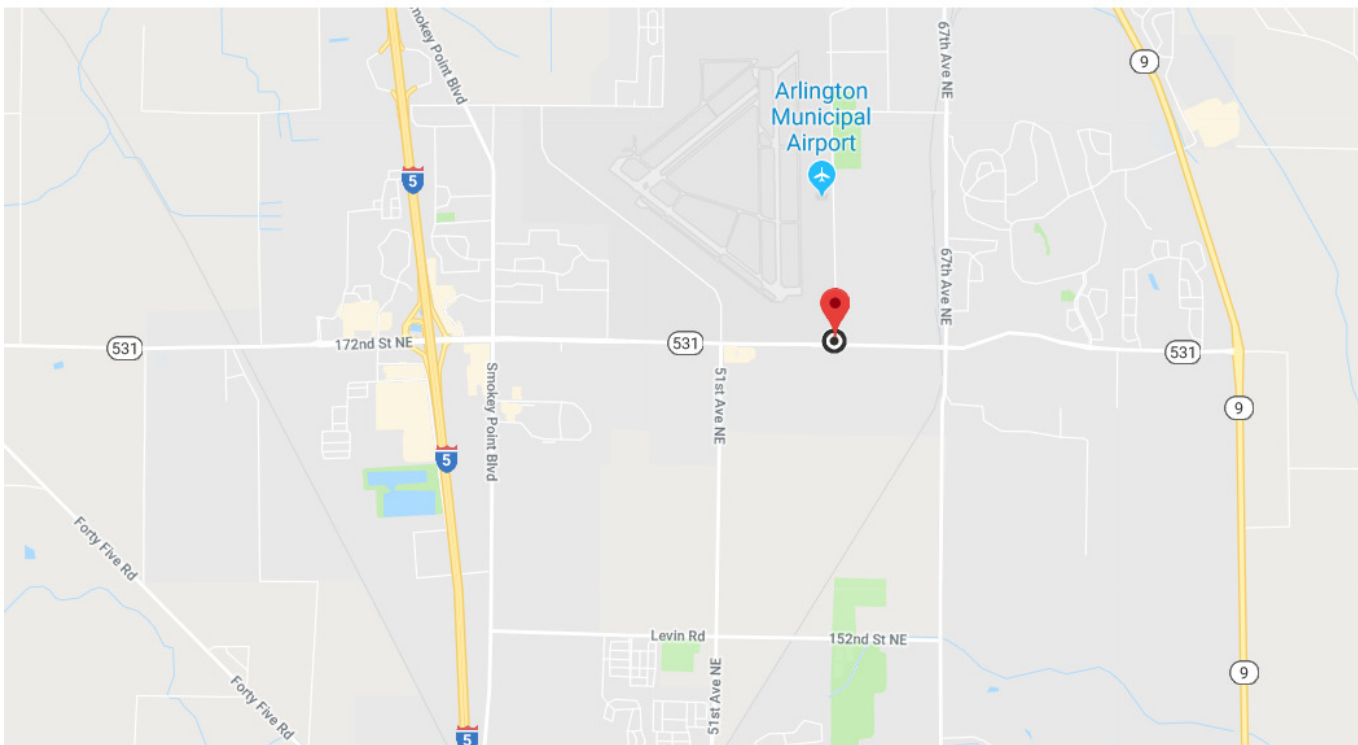 Smokey Point Blvd
67th Ave NE
9
Arlington
Municipal
Airport
5
67th Ave NE
531
172nd St NE
531
531
Smokey Point Blvd
51st Ave NE
9
5
Forty Five Rd
Levin Rd
152nd St NE
51st Ave NE
9
Forty Five Rd
5